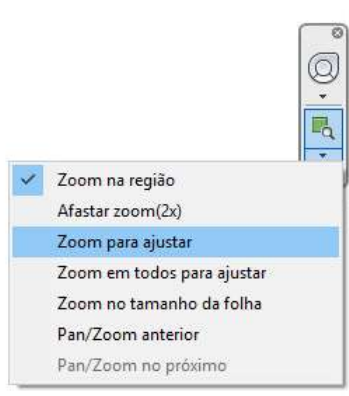 Zoom na região
Afastar zoom(2x)
Zoom para ajustar
Zoom em todos para ajustar
Zoom no tamanho da folha
Pan/Zoom anterior
Pan/Zoom no próximo